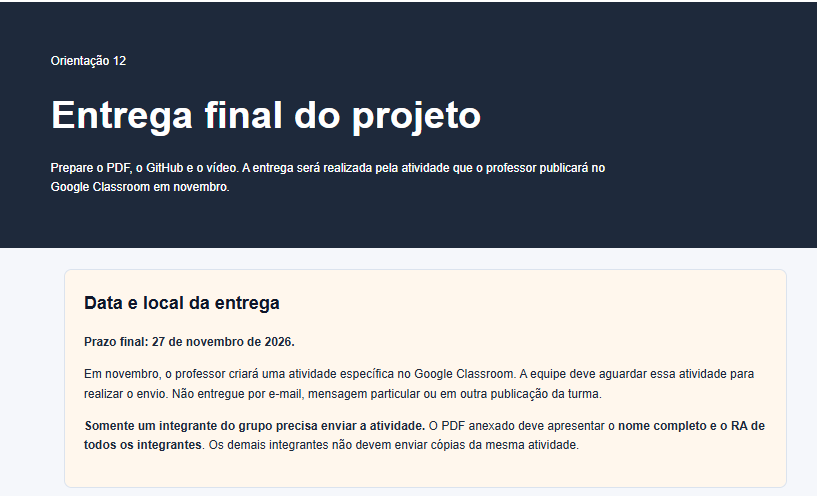 Orientação 12
Entrega final do projeto
Prepare o PDF, o GitHub e o vídeo. A entrega será realizada pela atividade que o professor publicará no
Google Classroom em novembro.
Data e local da entrega
Prazo final: 27 de novembro de 2026.
Em novembro, o professor criará uma atividade específica no Google Classroom. A equipe deve aguardar essa atividade para
realizar o envio. Não entregue por e-mail, mensagem particular ou em outra publicação da turma.
Somente um integrante do grupo precisa enviar a atividade. O PDF anexado deve apresentar o nome completo e o RA de
todos os integrantes. Os demais integrantes não devem enviar cópias da mesma atividade.